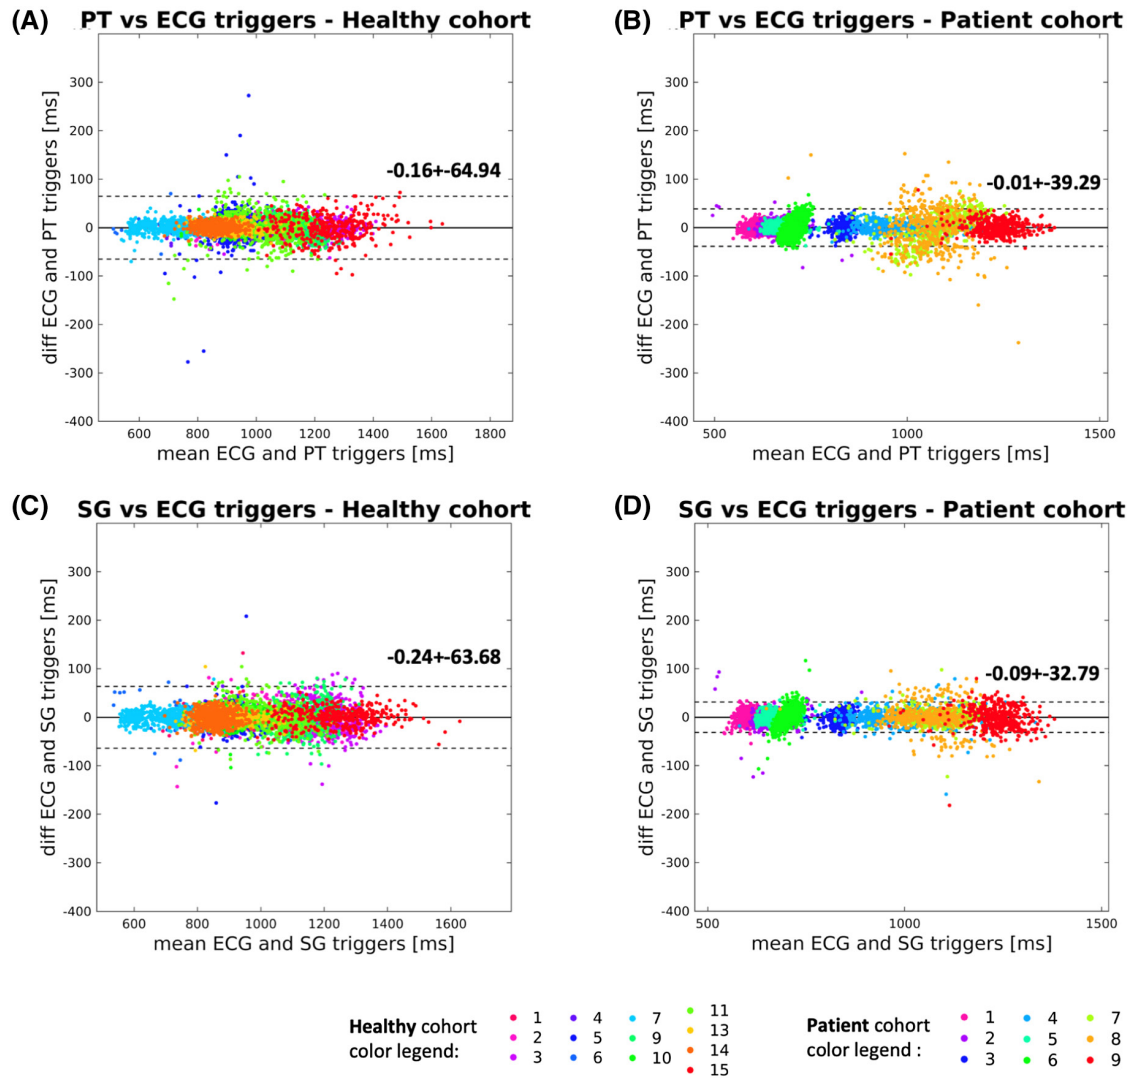 (A) PT vs ECG triggers - Healthy cohort
300
200
100
0
-100
-200
-300
-400
diff ECG and PT triggers [ms]
-0.16+-64.94
600 800 1000 1200 1400 1600 1800
mean ECG and PT triggers [ms]
(B) PT vs ECG triggers - Patient cohort
300
200
100
0
-100
-200
-300
-400
diff ECG and PT triggers [ms]
-0.01+-39.29
500 1000 1500
mean ECG and PT triggers [ms]
(C) SG vs ECG triggers - Healthy cohort
300
200
100
0
-100
-200
-300
-400
diff ECG and SG triggers [ms]
-0.24+-63.68
600 800 1000 1200 1400 1600
mean ECG and SG triggers [ms]
(D) SG vs ECG triggers - Patient cohort
300
200
100
0
-100
-200
-300
-400
diff ECG and SG triggers [ms]
-0.09+-32.79
500 1000 1500
mean ECG and SG triggers [ms]
Healthy cohort
color legend:
1 4 7 11
2 5 9 13
3 6 10 14
15
Patient cohort
color legend :
1 4 7
2 5 8
3 6 9